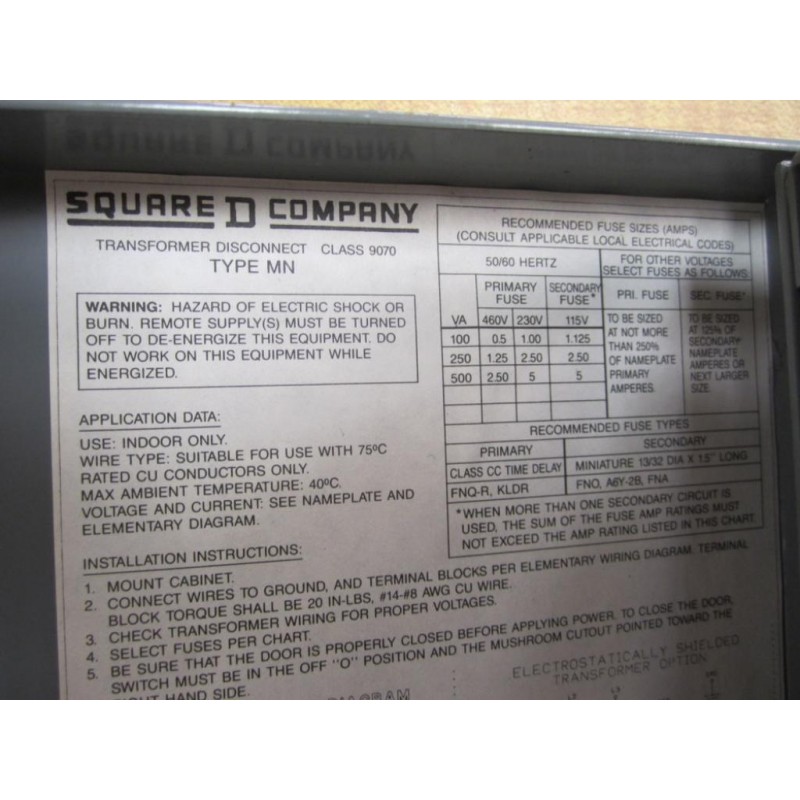 SQUARE D COMPANY
TRANSFORMER DISCONNECT CLASS 9070
TYPE MN
WARNING: HAZARD OF ELECTRIC SHOCK OR
BURN. REMOTE SUPPLY(S) MUST BE TURNED
OFF TO DE-ENERGIZE THIS EQUIPMENT. DO
NOT WORK ON THIS EQUIPMENT WHILE
ENERGIZED.
APPLICATION DATA:
USE: INDOOR ONLY.
WIRE TYPE: SUITABLE FOR USE WITH 75ºC
RATED CU CONDUCTORS ONLY.
MAX AMBIENT TEMPERATURE: 40ºC.
VOLTAGE AND CURRENT: SEE NAMEPLATE AND
ELEMENTARY DIAGRAM.
RECOMMENDED FUSE SIZES (AMPS)
(CONSULT APPLICABLE LOCAL ELECTRICAL CODES)
50/60 HERTZ
FOR OTHER VOLTAGES
SELECT FUSES AS FOLLOWS.
PRIMARY FUSE SECONDARY FUSE* PRI. FUSE SEC. FUSE*
VA 460V 230V 115V
100 0.5 1.00 1.125
250 1.25 2.50 2.50
500 2.50 5 5
TO BE SIZED
AT NOT MORE
THAN 250%
OF NAMEPLATE
PRIMARY
AMPERES.
TO BE SIZED
AT 125% OF
SECONDARY
NAMEPLATE
AMPERES OR
NEXT LARGER
SIZE.
RECOMMENDED FUSE TYPES
PRIMARY SECONDARY
CLASS CC TIME DELAY MINIATURE 13/32 DIA X 1.5" LONG
FNQ-R, KLDR FNO, A6Y-2B, FNA
*WHEN MORE THAN ONE SECONDARY CIRCUIT IS
USED, THE SUM OF THE FUSE AMP RATINGS MUST
NOT EXCEED THE AMP RATING LISTED IN THIS CHART.
INSTALLATION INSTRUCTIONS:
1. MOUNT CABINET.
2. CONNECT WIRES TO GROUND, AND TERMINAL BLOCKS PER ELEMENTARY WIRING DIAGRAM. TERMINAL
BLOCK TORQUE SHALL BE 20 IN-LBS, #14-#8 AWG CU WIRE.
3. CHECK TRANSFORMER WIRING FOR PROPER VOLTAGES.
4. SELECT FUSES PER CHART.
5. BE SURE THAT THE DOOR IS PROPERLY CLOSED BEFORE APPLYING POWER. TO CLOSE THE DOOR,
SWITCH MUST BE IN THE OFF "O" POSITION AND THE MUSHROOM CUTOUT POINTED TOWARD THE
RIGHT HAND SIDE.
DIAGRAM
ELECTROSTATICALLY SHIELDED
TRANSFORMER OPTION
L2 L3